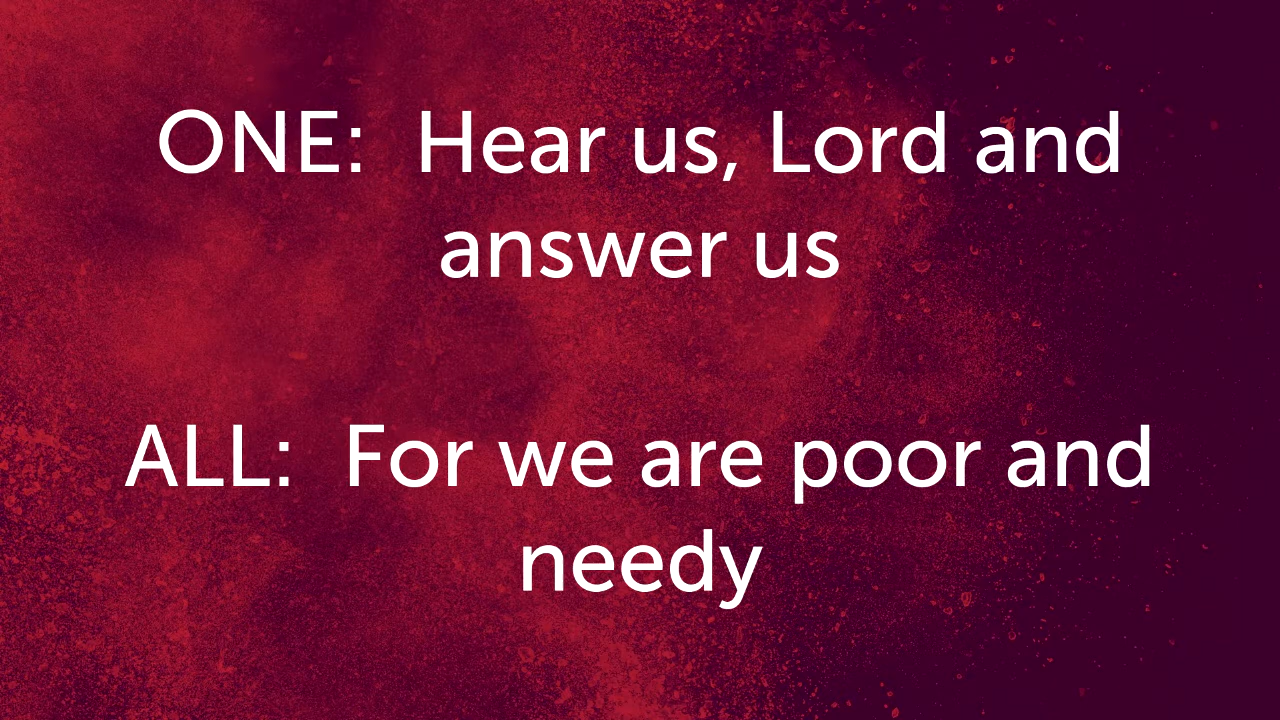 ONE:  Hear us, Lord and
answer us
ALL:  For we are poor and
needy